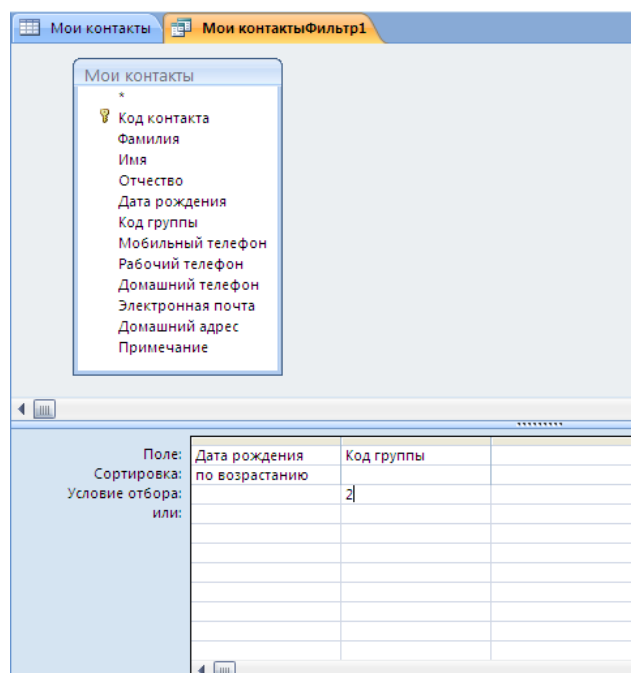 Мои контакты Мои контактыФильтр1
Мои контакты
*
Код контакта
Фамилия
Имя
Отчество
Дата рождения
Код группы
Мобильный телефон
Рабочий телефон
Домашний телефон
Электронная почта
Домашний адрес
Примечание
Поле: Дата рождения Код группы
Сортировка: по возрастанию
Условие отбора: 2
или: